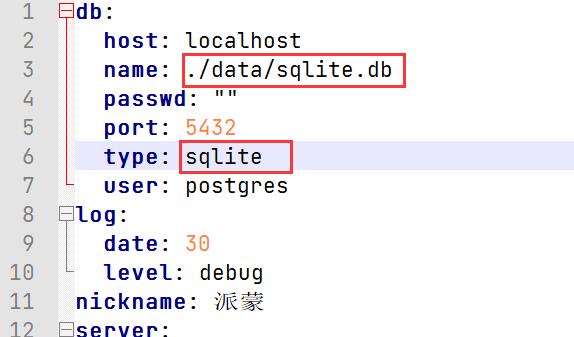 1 db:
2 host: localhost
3 name: ./data/sqlite.db
4 passwd: ""
5 port: 5432
6 type: sqlite
7 user: postgres
8 log:
9 date: 30
10 level: debug
11 nickname: 派蒙
12 server: